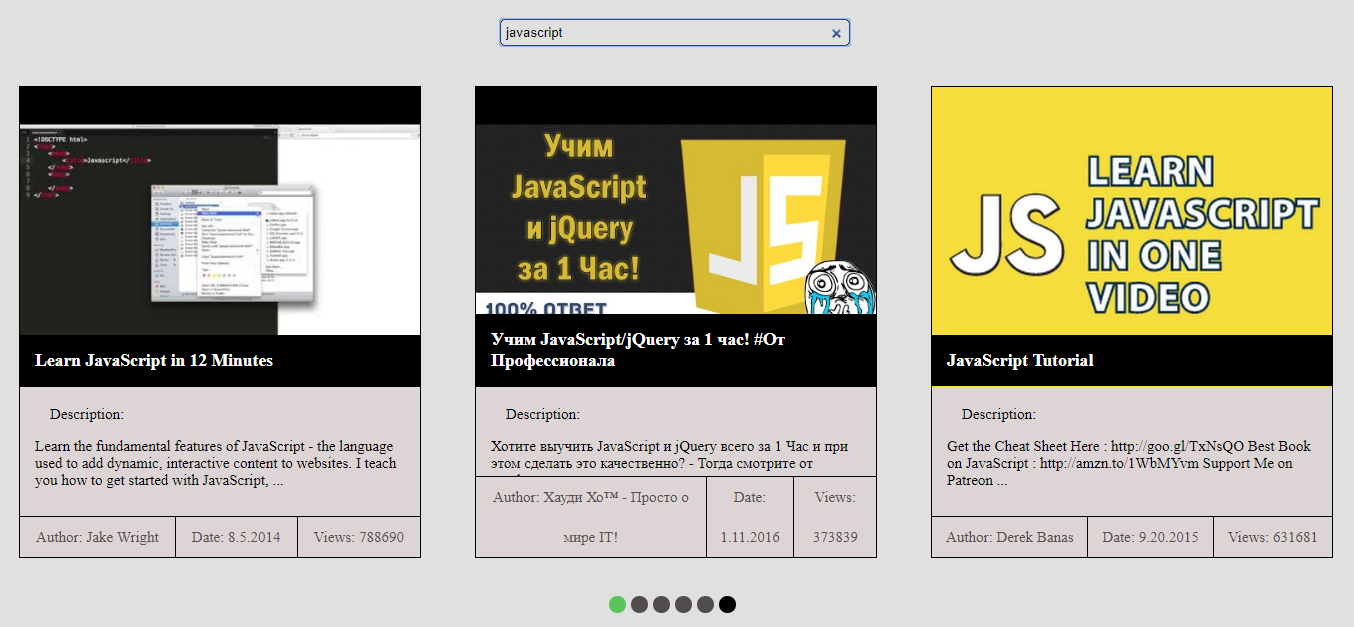 javascript
×
<!DOCTYPE html>
<title>Javascript</title>
Learn JavaScript in 12 Minutes
Description:
Learn the fundamental features of JavaScript - the language
used to add dynamic, interactive content to websites. I teach
you how to get started with JavaScript, ...
Author: Jake Wright
Date: 8.5.2014
Views: 788690
Учим
JavaScript
и jQuery
за 1 Час!
JS
100% ОТВЕТ
Учим JavaScript/jQuery за 1 час! #От
Профессионала
Description:
Хотите выучить JavaScript и jQuery всего за 1 Час и при
этом сделать это качественно? - Тогда смотрите от
Author: Хауди Хо™ - Просто о
мире IT!
Date:
1.11.2016
Views:
373839
JS
LEARN
JAVASCRIPT
IN ONE
VIDEO
JavaScript Tutorial
Description:
Get the Cheat Sheet Here : http://goo.gl/TxNsQO Best Book
on JavaScript : http://amzn.to/1WbMYvm Support Me on
Patreon ...
Author: Derek Banas
Date: 9.20.2015
Views: 631681